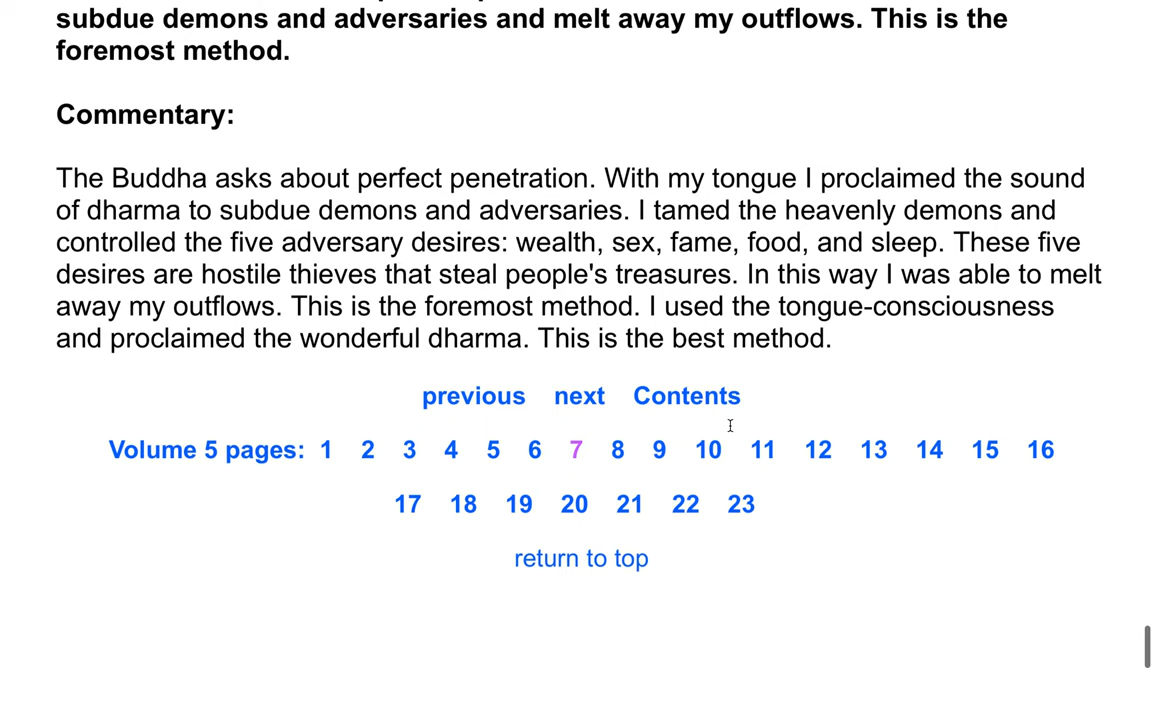 subdue demons and adversaries and melt away my outflows. This is the
foremost method.
Commentary:
The Buddha asks about perfect penetration. With my tongue I proclaimed the sound
of dharma to subdue demons and adversaries. I tamed the heavenly demons and
controlled the five adversary desires: wealth, sex, fame, food, and sleep. These five
desires are hostile thieves that steal people's treasures. In this way I was able to melt
away my outflows. This is the foremost method. I used the tongue-consciousness
and proclaimed the wonderful dharma. This is the best method.
previous next Contents
Volume 5 pages: 1 2 3 4 5 6 7 8 9 10 11 12 13 14 15 16
17 18 19 20 21 22 23
return to top